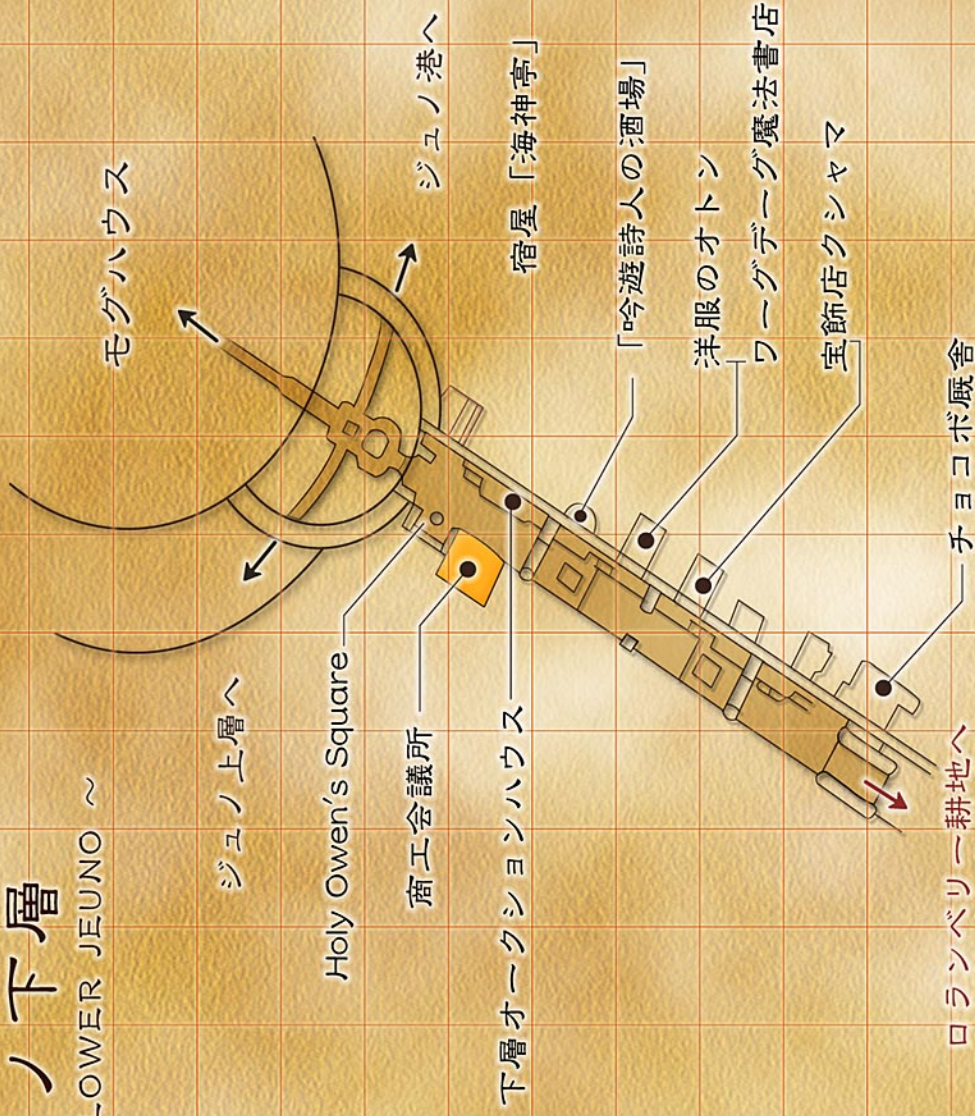 ノ下層
LOWER JEUNO ～
モグハウス
ジュノ上層へ
ジュノ港へ
Holy Owen's Square
商工会議所
下層オークションハウス
宿屋「海神亭」
「吟遊詩人の酒場」
洋服のオトン
ワーグデーグ魔法書店
宝飾店クシャマ
チョコボ厩舎
ロランベリー耕地へ